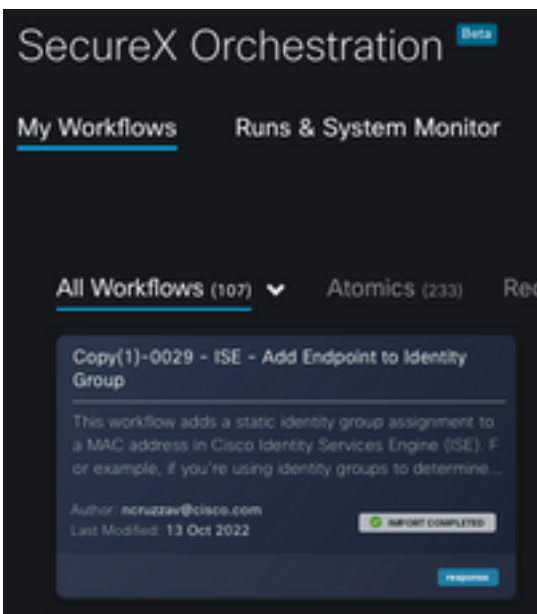 SecureX Orchestration Beta
My Workflows Runs & System Monitor
All Workflows (107) Atomics (233) Rec
Copy(1)-0029 - ISE - Add Endpoint to Identity
Group
This workflow adds a static identity group assignment to
a MAC address in Cisco Identity Services Engine (ISE). F
or example, if you're using identity groups to determine...
Author: ncruzzav@cisco.com
Last Modified: 13 Oct 2022
IMPORT COMPLETED
response